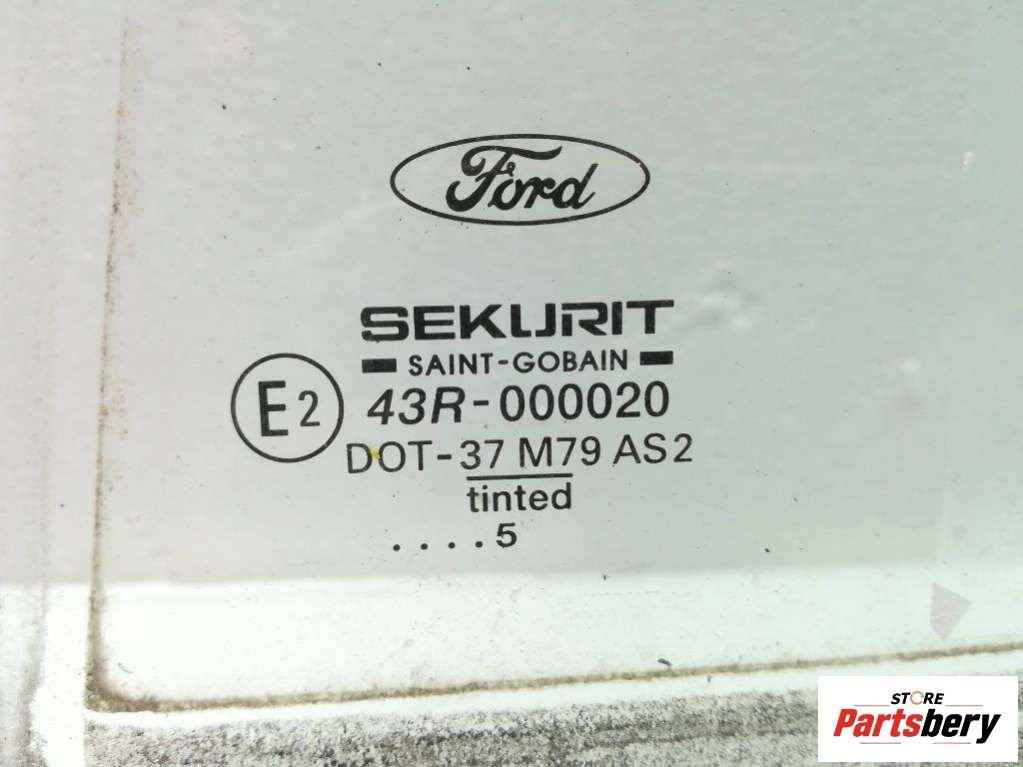 Ford
SEKURIT
SAINT-GOBAIN
E2
43R-000020
DOT-37 M79 AS2
tinted
....5
STORE
Partsbery